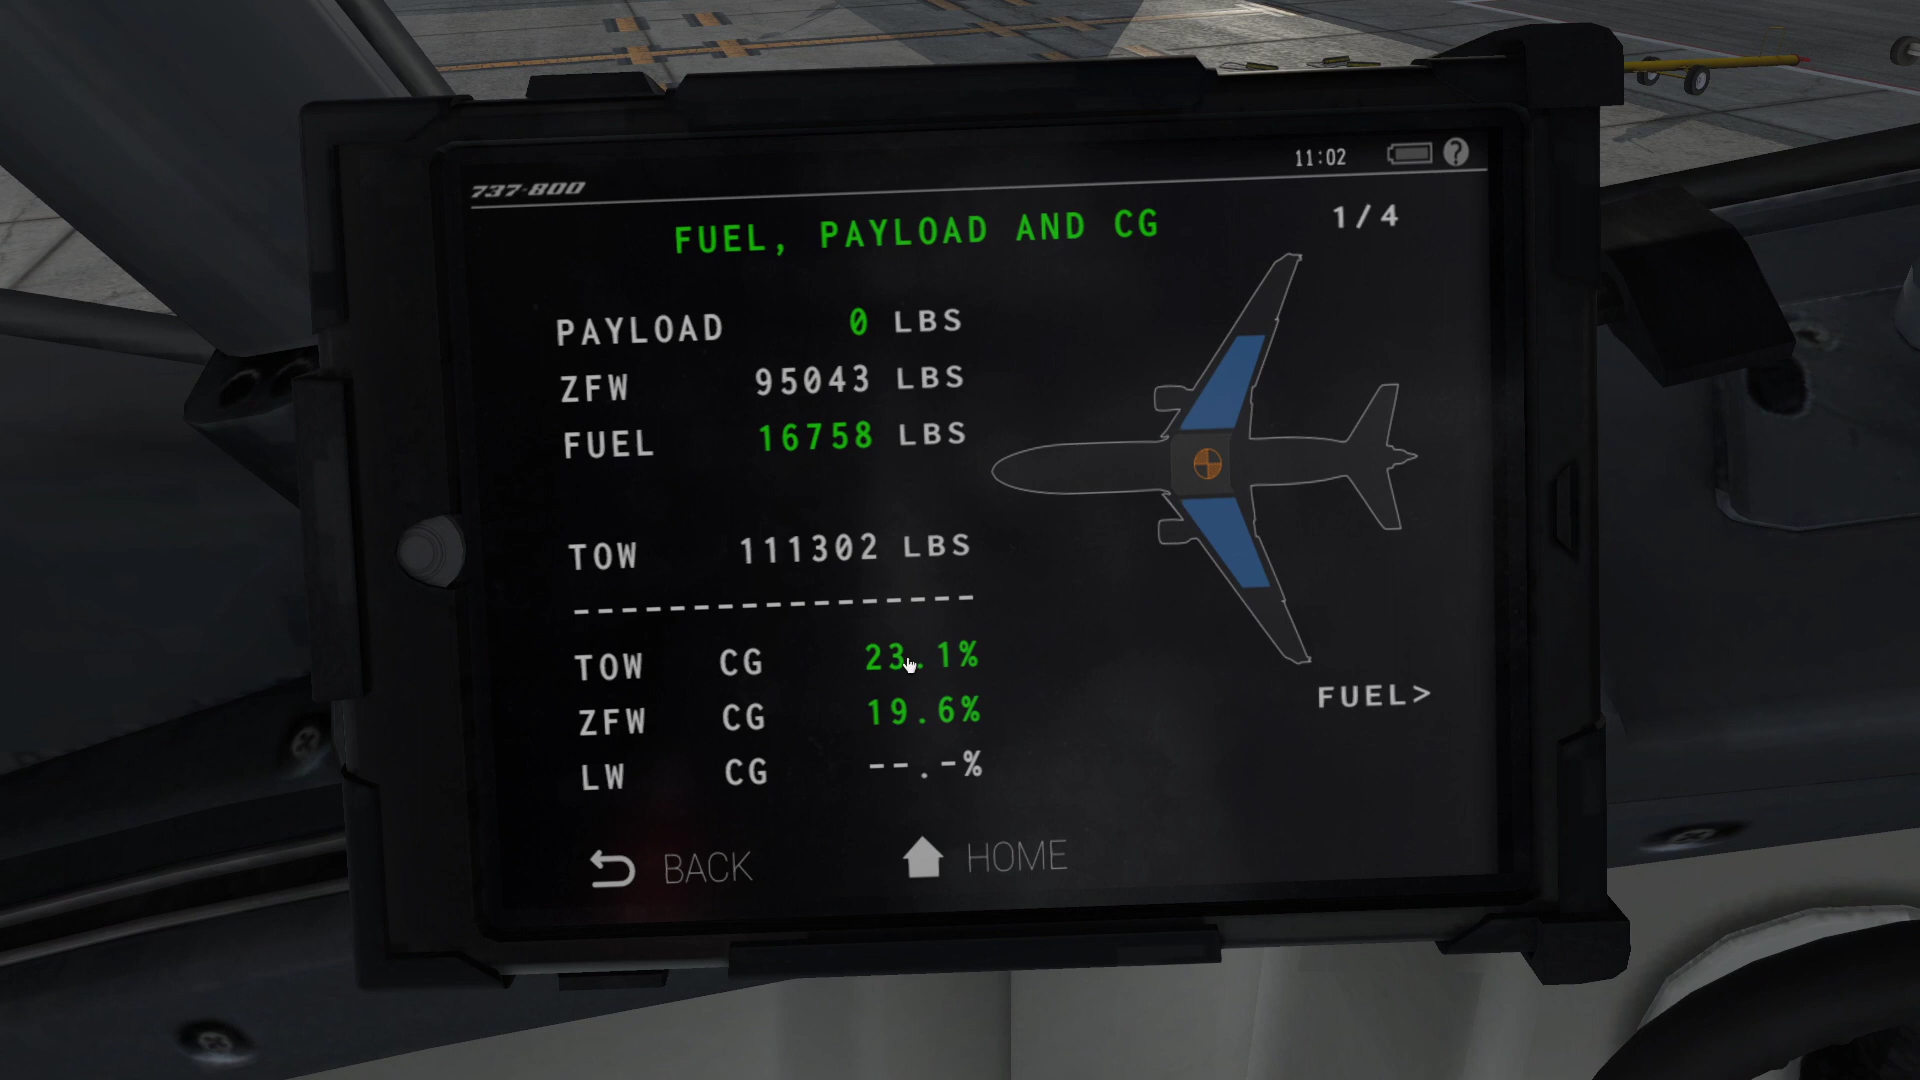 737-800 11:02 ?
FUEL, PAYLOAD AND CG 1/4
PAYLOAD 0 LBS
ZFW 95043 LBS
FUEL 16758 LBS
TOW 111302 LBS
-----------------
TOW CG 23.1%
ZFW CG 19.6%
LW CG --.-%
FUEL>
BACK HOME